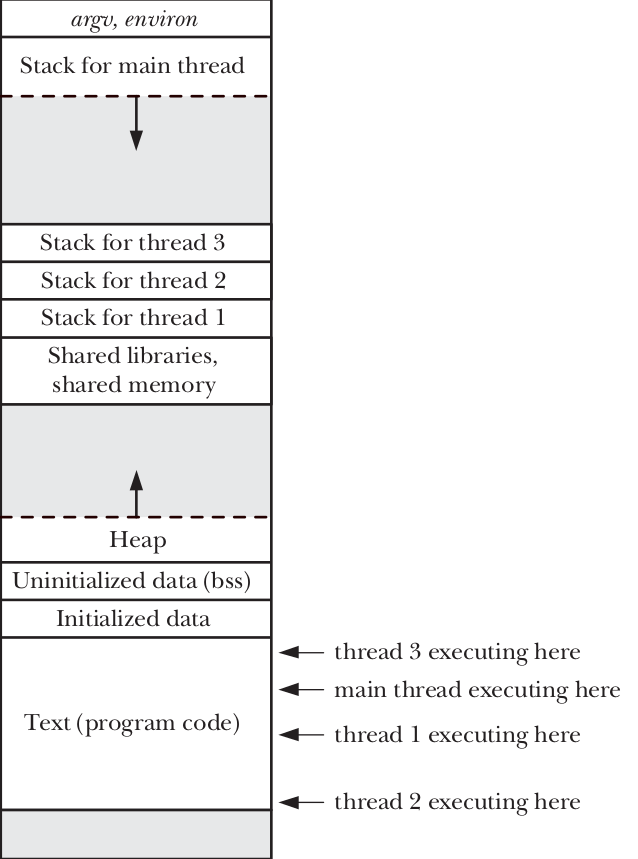 argv, environ
Stack for main thread
Stack for thread 3
Stack for thread 2
Stack for thread 1
Shared libraries,
shared memory
Heap
Uninitialized data (bss)
Initialized data
Text (program code)
thread 3 executing here
main thread executing here
thread 1 executing here
thread 2 executing here